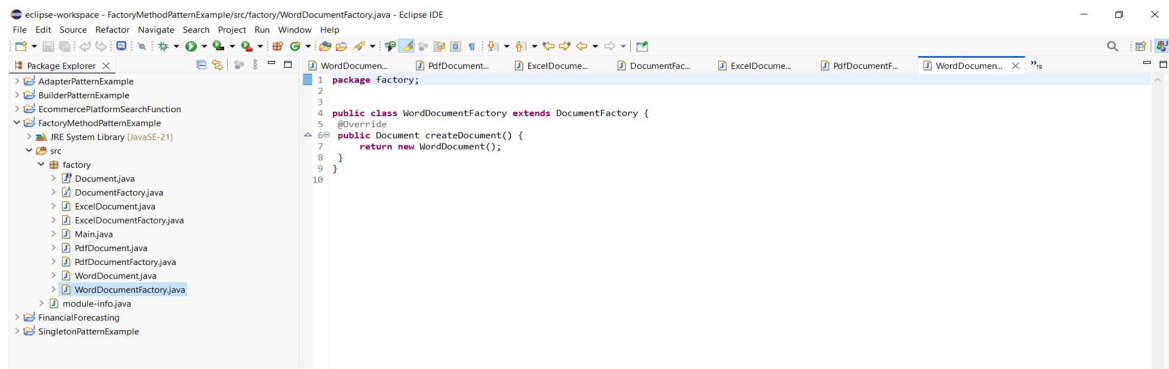 eclipse-workspace - FactoryMethodPatternExample/src/factory/WordDocumentFactory.java - Eclipse IDE
File Edit Source Refactor Navigate Search Project Run Window Help
Package Explorer
AdapterPatternExample
BuilderPatternExample
EcommercePlatformSearchFunction
FactoryMethodPatternExample
JRE System Library [JavaSE-21]
src
factory
Document.java
DocumentFactory.java
ExcelDocument.java
ExcelDocumentFactory.java
Main.java
PdfDocument.java
PdfDocumentFactory.java
WordDocument.java
WordDocumentFactory.java
module-info.java
FinancialForecasting
SingletonPatternExample
WordDocumen... PdfDocument... ExcelDocume... DocumentFac... ExcelDocume... PdfDocumentF... WordDocumen... 19
1 package factory;
2
3
4 public class WordDocumentFactory extends DocumentFactory {
5 @Override
6 public Document createDocument() {
7 return new WordDocument();
8 }
9 }
10